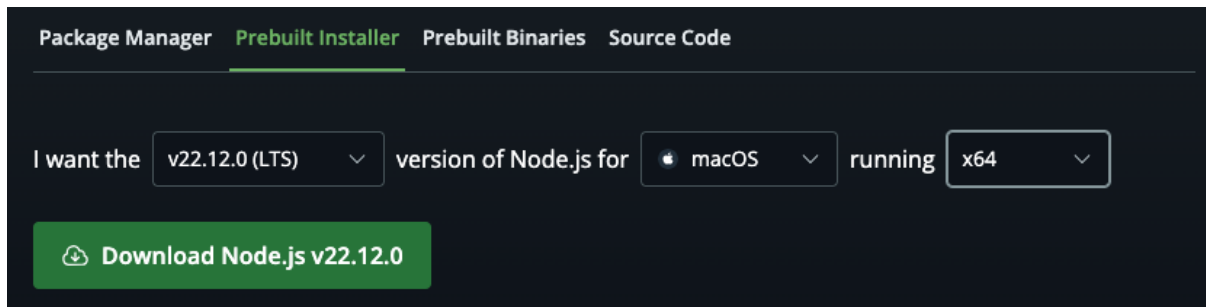 Package Manager Prebuilt Installer Prebuilt Binaries Source Code
I want the v22.12.0 (LTS) version of Node.js for macOS running x64
Download Node.js v22.12.0